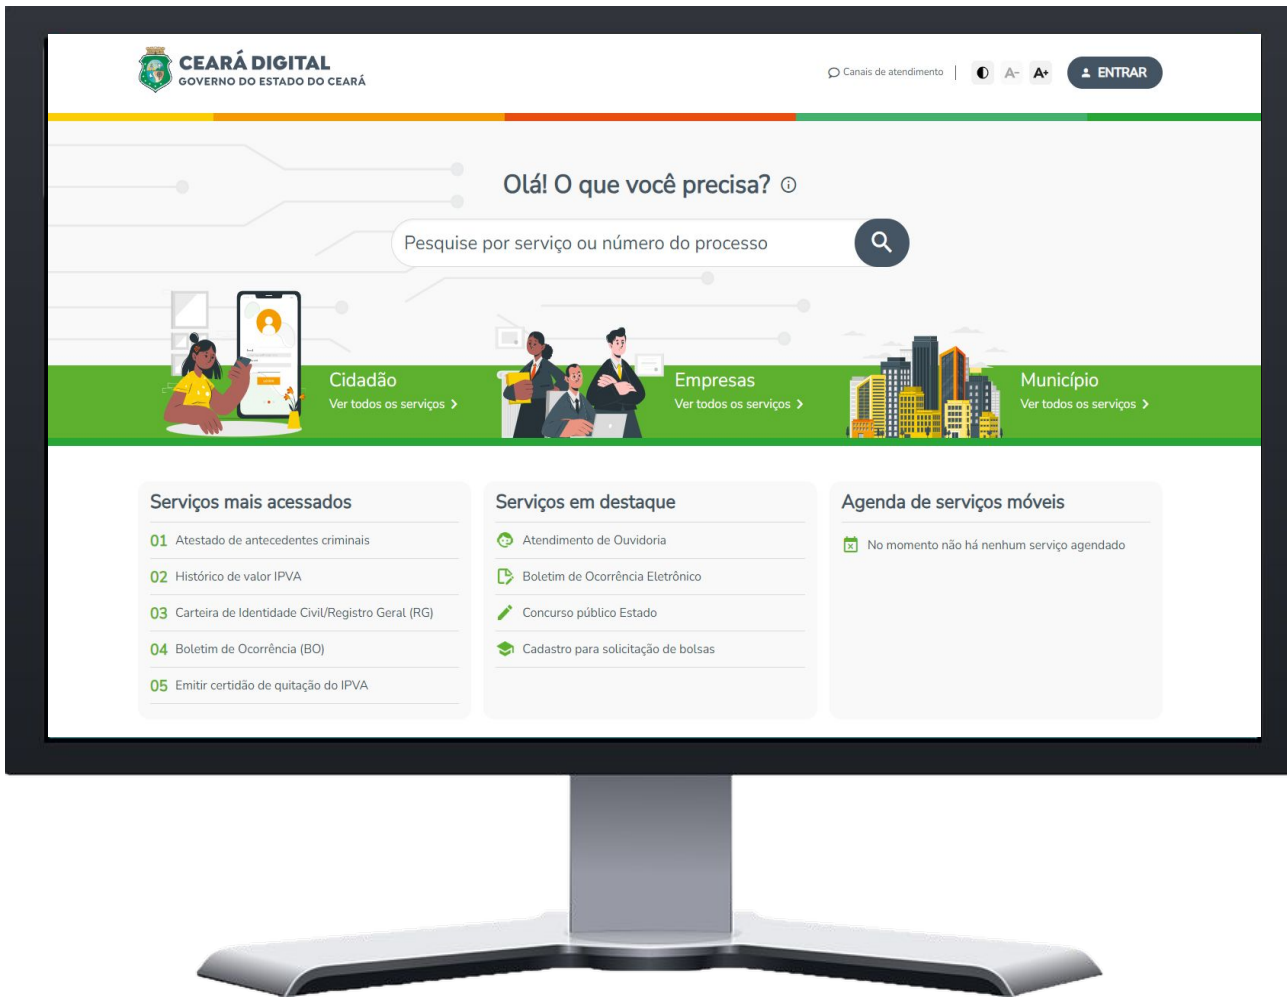 CEARÁ DIGITAL
GOVERNO DO ESTADO DO CEARÁ
Canais de atendimento
A-
A+
ENTRAR
Olá! O que você precisa?
Pesquise por serviço ou número do processo
Cidadão
Ver todos os serviços
Empresas
Ver todos os serviços
Município
Ver todos os serviços
Serviços mais acessados
01 Atestado de antecedentes criminais
02 Histórico de valor IPVA
03 Carteira de Identidade Civil/Registro Geral (RG)
04 Boletim de Ocorrência (BO)
05 Emitir certidão de quitação do IPVA
Serviços em destaque
Atendimento de Ouvidoria
Boletim de Ocorrência Eletrônico
Concurso público Estado
Cadastro para solicitação de bolsas
Agenda de serviços móveis
No momento não há nenhum serviço agendado